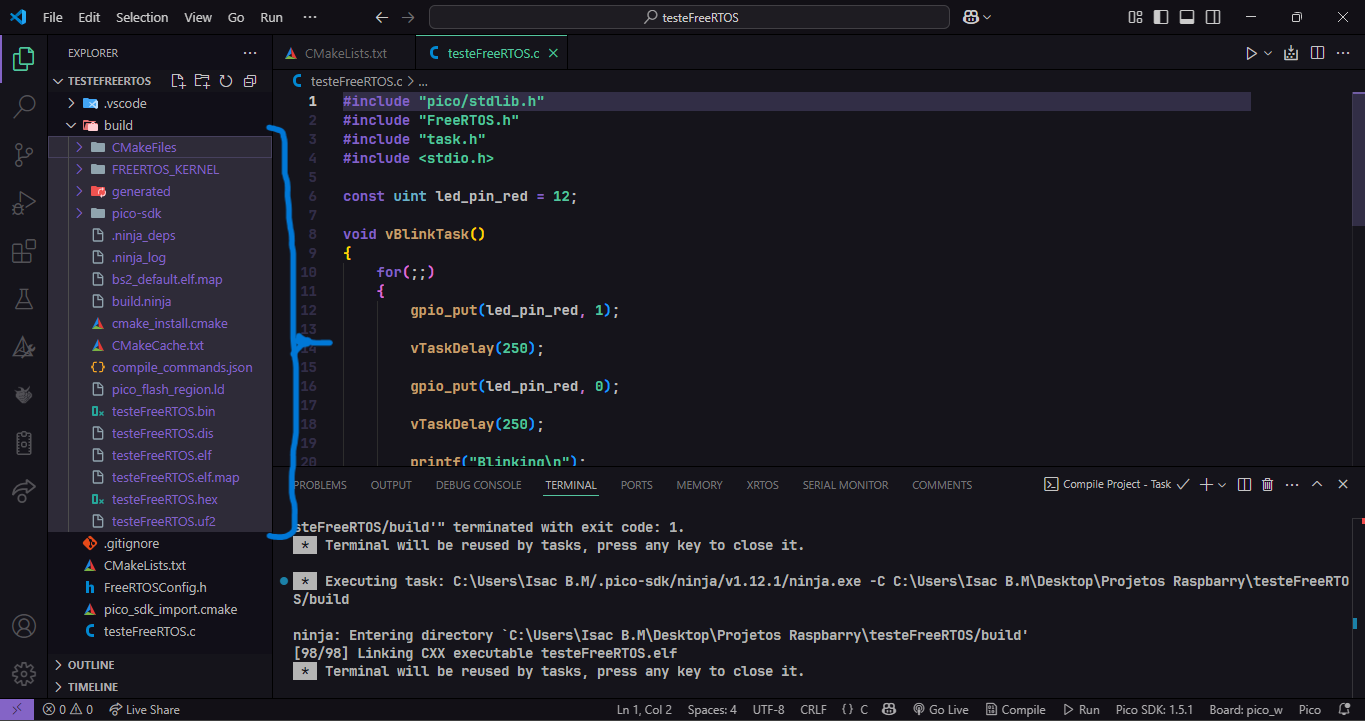 File Edit Selection View Go Run ··· testeFreeRTOS
EXPLORER ···
TESTEFREERTOS
.vscode
build
CMakeFiles
FREERTOS_KERNEL
generated
pico-sdk
.ninja_deps
.ninja_log
bs2_default.elf.map
build.ninja
cmake_install.cmake
CMakeCache.txt
compile_commands.json
pico_flash_region.ld
testeFreeRTOS.bin
testeFreeRTOS.dis
testeFreeRTOS.elf
testeFreeRTOS.elf.map
testeFreeRTOS.hex
testeFreeRTOS.uf2
.gitignore
CMakeLists.txt
FreeRTOSConfig.h
pico_sdk_import.cmake
testeFreeRTOS.c
OUTLINE
TIMELINE
CMakeLists.txt testeFreeRTOS.c
testeFreeRTOS.c > ...
1 #include "pico/stdlib.h"
2 #include "FreeRTOS.h"
3 #include "task.h"
4 #include <stdio.h>
5
6 const uint led_pin_red = 12;
7
8 void vBlinkTask()
9 {
10 for(;;)
11 {
12 gpio_put(led_pin_red, 1);
13
14 vTaskDelay(250);
15
16 gpio_put(led_pin_red, 0);
17
18 vTaskDelay(250);
19
20 printf("Blinking\n");
PROBLEMS OUTPUT DEBUG CONSOLE TERMINAL PORTS MEMORY XRTOS SERIAL MONITOR COMMENTS Compile Project - Task
steFreeRTOS/build'" terminated with exit code: 1.
* Terminal will be reused by tasks, press any key to close it.
* Executing task: C:\Users\Isac B.M/.pico-sdk/ninja/v1.12.1/ninja.exe -C C:\Users\Isac B.M\Desktop\Projetos Raspbarry\testeFreeRTO
S/build
ninja: Entering directory `C:\Users\Isac B.M\Desktop\Projetos Raspbarry\testeFreeRTOS/build'
[98/98] Linking CXX executable testeFreeRTOS.elf
* Terminal will be reused by tasks, press any key to close it.
0 0 Live Share Ln 1, Col 2 Spaces: 4 UTF-8 CRLF {} C Go Live Compile Run Pico SDK: 1.5.1 Board: pico_w Pico